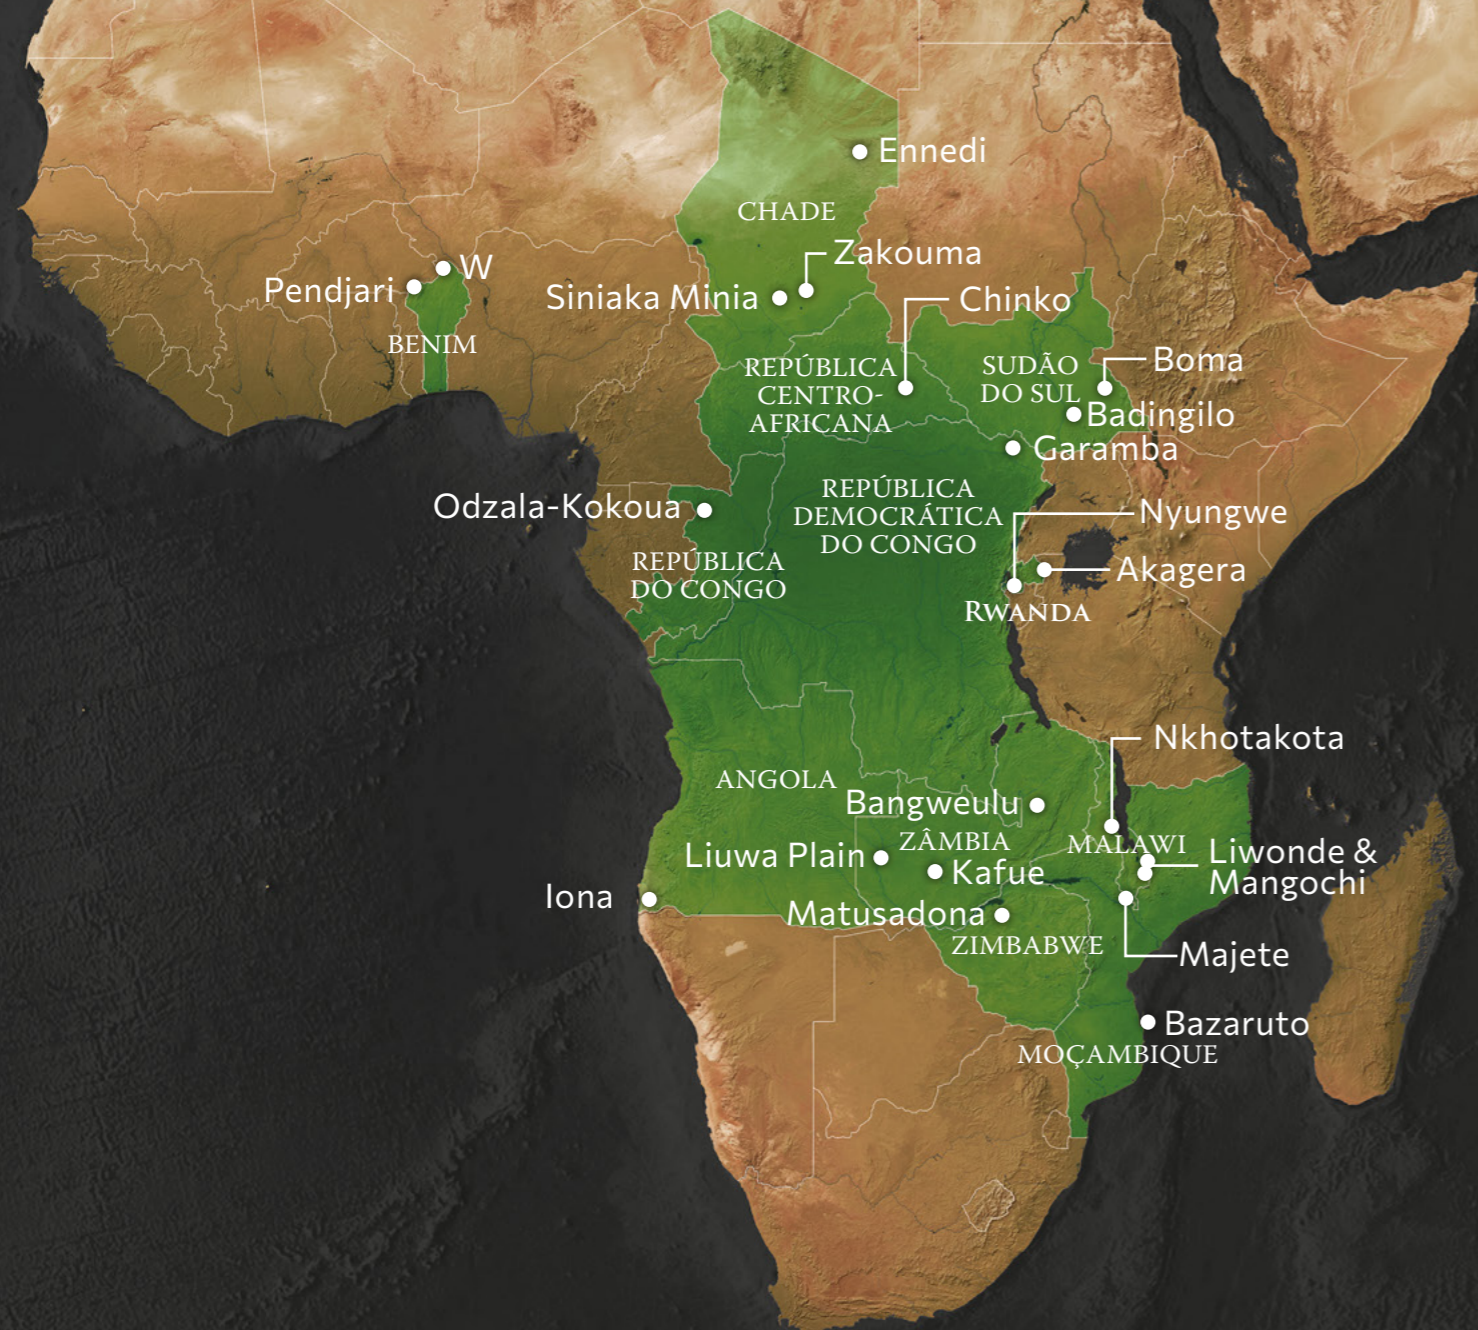 Ennedi
CHADE
Zakouma
W
Pendjari
Siniaka Minia
Chinko
BENIM
REPÚBLICA
CENTRO-
AFRICANA
SUDÃO
DO SUL
Boma
Badingilo
Garamba
Odzala-Kokoua
REPÚBLICA
DEMOCRÁTICA
DO CONGO
Nyungwe
REPÚBLICA
DO CONGO
Akagera
RWANDA
Nkhotakota
ANGOLA
Bangweulu
ZÂMBIA
MALAWI
Liuwa Plain
Kafue
Liwonde &
Mangochi
Iona
Matusadona
ZIMBABWE
Majete
Bazaruto
MOÇAMBIQUE